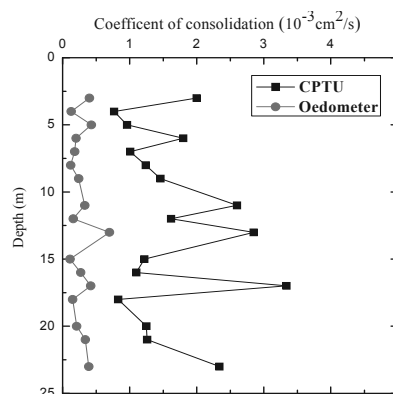 Coefficent of consolidation (10⁻³cm²/s)
0 1 2 3 4
0
CPTU
Oedometer
5
10
Depth (m)
15
20
25